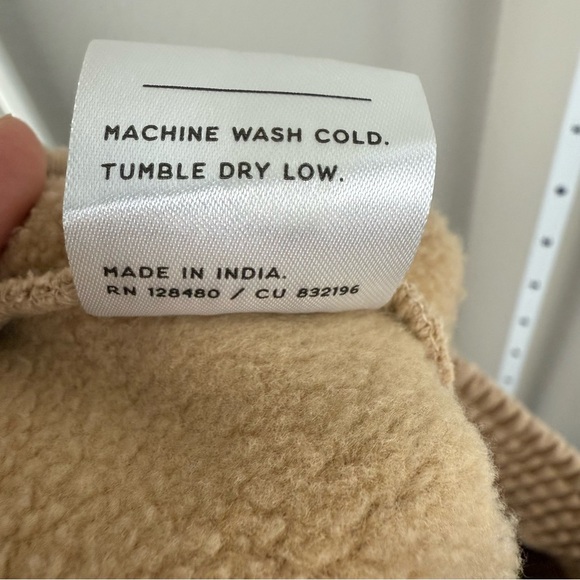 MACHINE WASH COLD.
TUMBLE DRY LOW.
MADE IN INDIA.
RN 128480 / CU 832196